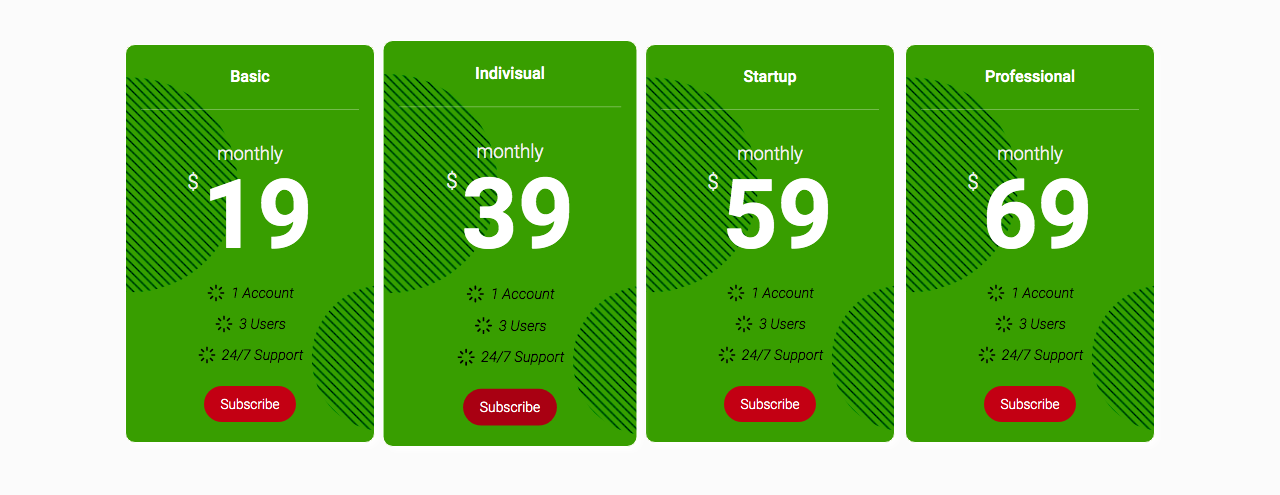 Basic
monthly
$19
1 Account
3 Users
24/7 Support
Subscribe
Indivisual
monthly
$39
1 Account
3 Users
24/7 Support
Subscribe
Startup
monthly
$59
1 Account
3 Users
24/7 Support
Subscribe
Professional
monthly
$69
1 Account
3 Users
24/7 Support
Subscribe